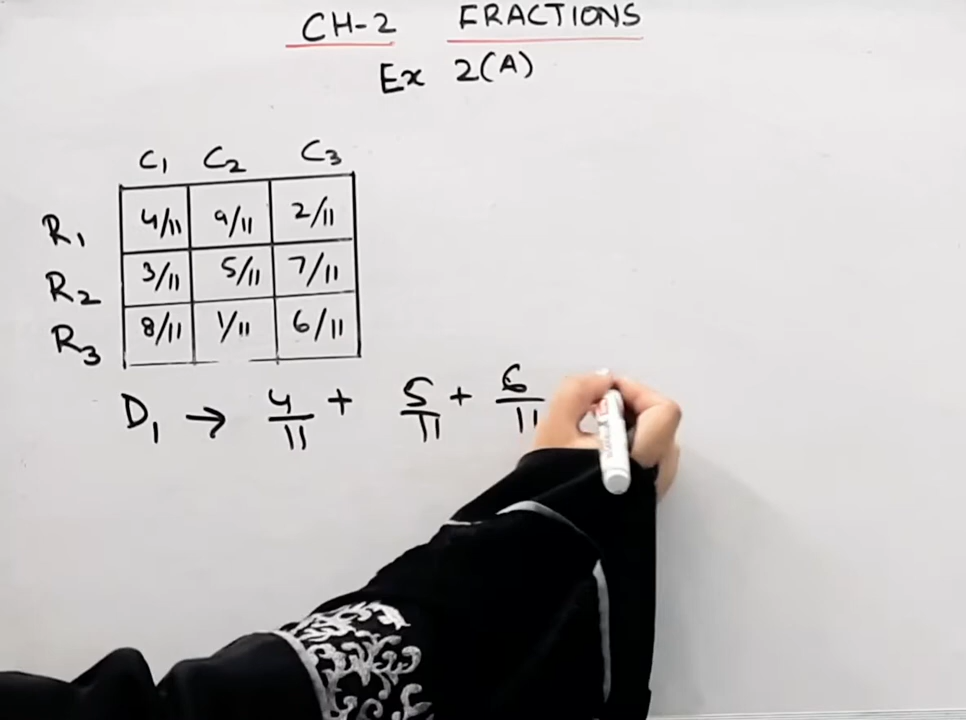 CH-2 FRACTIONS
Ex 2(A)
C₁ C₂ C₃
R₁ 4/11 9/11 2/11
R₂ 3/11 5/11 7/11
R₃ 8/11 1/11 6/11
D₁ → 4/11 + 5/11 + 6/11